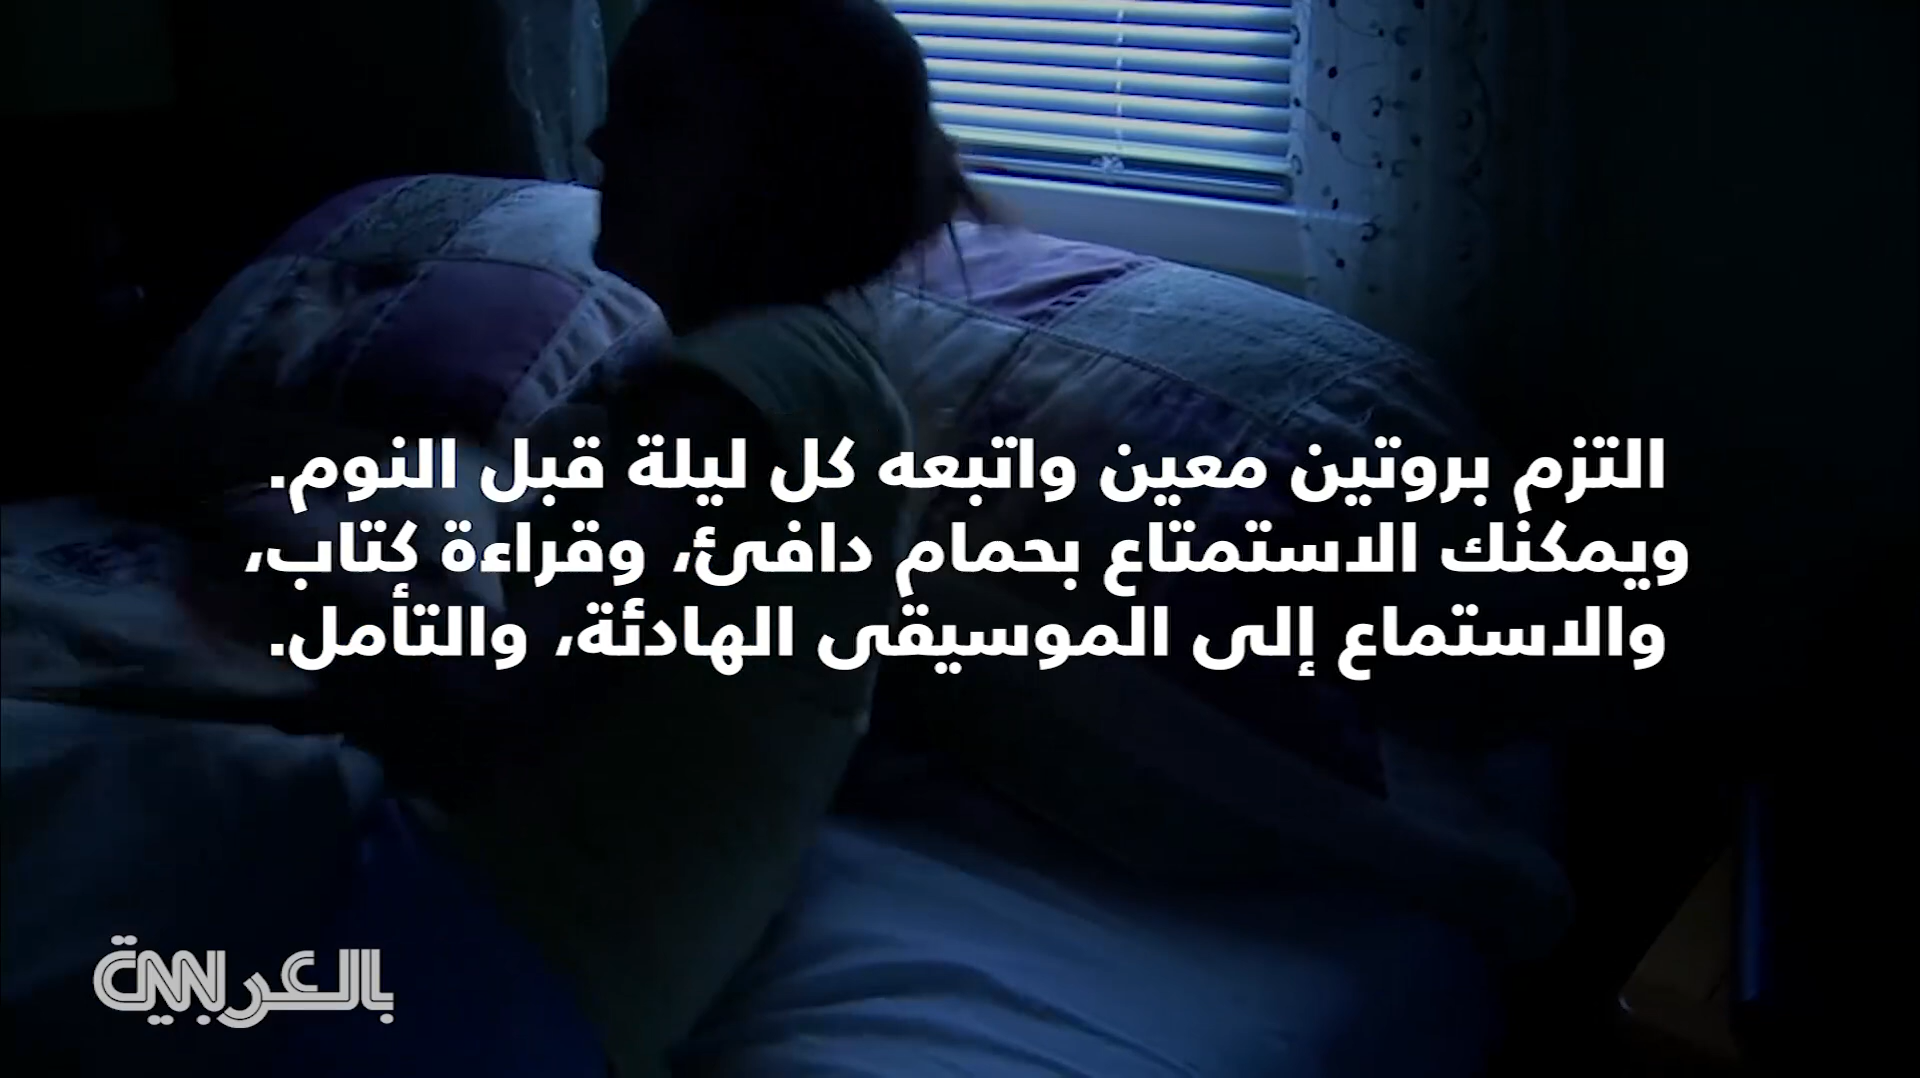 التزم بروتين معين واتبعه كل ليلة قبل النوم.
ويمكنك الاستمتاع بحمام دافئ، وقراءة كتاب،
والاستماع إلى الموسيقى الهادئة، والتأمل.
بالعربية